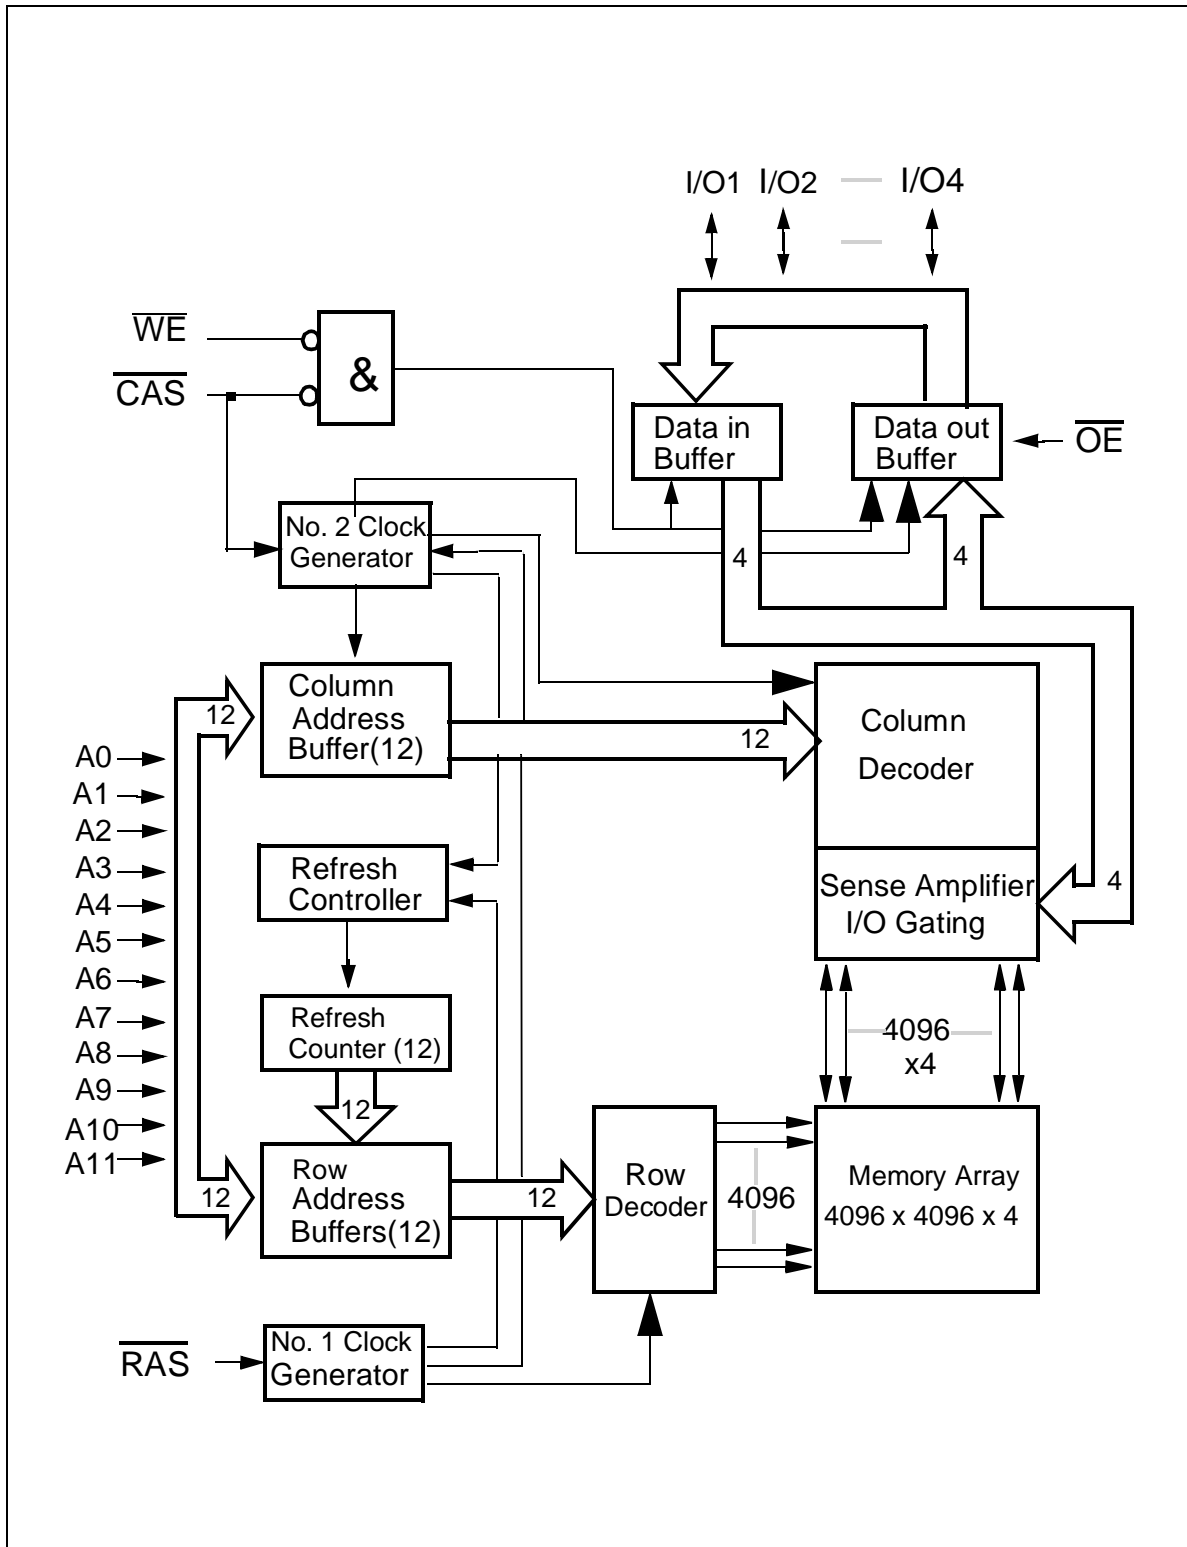 I/O1 I/O2 I/O4
WE
CAS
&
Data in
Buffer
Data out
Buffer
OE
No. 2 Clock
Generator
4
4
Column
Address
Buffer(12)
12
12
Column
Decoder
A0
A1
A2
A3
A4
A5
A6
A7
A8
A9
A10
A11
Refresh
Controller
Sense Amplifier
I/O Gating
4
Refresh
Counter (12)
4096
x4
12
Row
Address
Buffers(12)
12
12
Row
Decoder
4096
Memory Array
4096 x 4096 x 4
RAS
No. 1 Clock
Generator